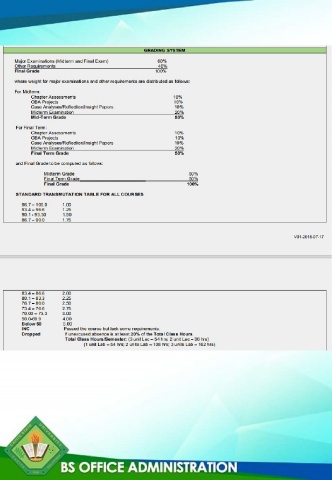 GRADING SYSTEM
Major Examinations (Midterm and Final Exam) 60%
Other Requirements 40%
Final Grade 100%
where weight for major examinations and other requirements are distributed as follows:
For Midterm:
Chapter Assessments 10%
OBA Projects 10%
Case Analyses/Reflection/Insight Papers 10%
Midterm Examination 20%
Mid-Term Grade 50%
For Final Term:
Chapter Assessments 10%
OBA Projects 10%
Case Analyses/Reflection/Insight Papers 10%
Midterm Examination 20%
Final Term Grade 50%
and Final Grade to be computed as follows:
Midterm Grade 50%
Final Term Grade 50%
Final Grade 100%
STANDARD TRANSMUTATION TABLE FOR ALL COURSES
96.7 – 100.0 1.00
93.4 – 96.6 1.25
90.1 - 93.30 1.50
86.7 – 90.0 1.75
V01-2018-07-17
83.4 – 86.6 2.00
80.1 – 83.3 2.25
76.7 – 80.0 2.50
73.4 – 76.6 2.75
70.00 – 73.3 3.00
50.0-69.9 4.00
Below 50 5.00
INC Passed the course but lack some requirements.
Dropped If unexcused absence is at least 20% of the Total Class Hours.
Total Class Hours/Semester: (3 unit Lec – 54 hrs; 2 unit Lec – 36 hrs)
(1 unit Lab – 54 hrs; 2 units Lab – 108 hrs; 3 units Lab – 162 hrs)
BS OFFICE ADMINISTRATION